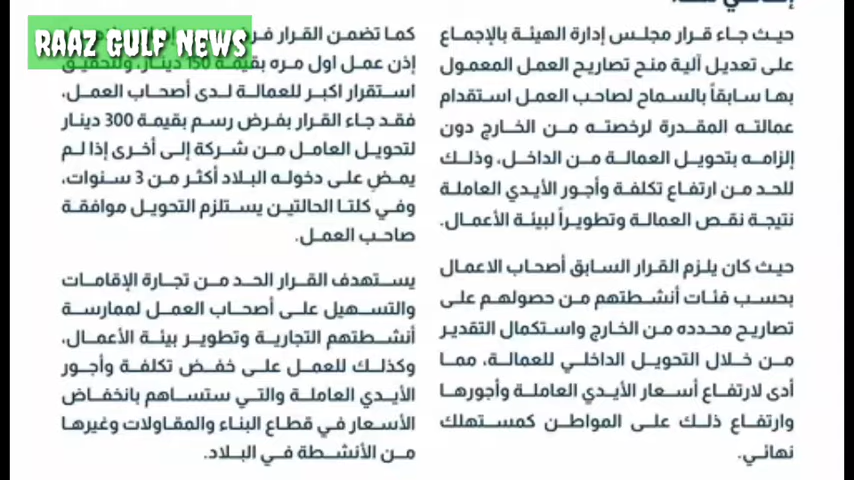 RAAZ GULF NEWS
حيث جاء قرار مجلس إدارة الهيئة بالإجماع
على تعديل آلية منح تصاريح العمل المعمول
بها سابقاً بالسماح لصاحب العمل استقدام
عمالته المقدرة لرخصته من الخارج دون
إلزامه بتحويل العمالة من الداخل، وذلك
للحد من ارتفاع تكلفة وأجور الأيدي العاملة
نتيجة نقص العمالة وتطويراً لبيئة الأعمال.
حيث كان يلزم القرار السابق أصحاب الاعمال
بحسب فئات أنشطتهم من حصولهم على
تصاريح محدده من الخارج واستكمال التقدير
من خلال التحويل الداخلي للعمالة، مما
أدى لارتفاع أسعار الأيدي العاملة وأجورها
وارتفاع ذلك على المواطن كمستهلك
نهائي.
كما تضمن القرار
إذن عمل اول مره بقيمة 150 دينار، ولتحقيق
استقرار اكبر للعمالة لدى أصحاب العمل،
فقد جاء القرار بفرض رسم بقيمة 300 دينار
لتحويل العامل من شركة إلى أخرى إذا لم
يمضِ على دخوله البلاد أكثر من 3 سنوات،
وفي كلتا الحالتين يستلزم التحويل موافقة
صاحب العمل.
يستهدف القرار الحد من تجارة الإقامات
والتسهيل على أصحاب العمل لممارسة
أنشطتهم التجارية وتطوير بيئة الأعمال،
وكذلك للعمل على خفض تكلفة وأجور
الأيدي العاملة والتي ستساهم بانخفاض
الأسعار في قطاع البناء والمقاولات وغيرها
من الأنشطة في البلاد.